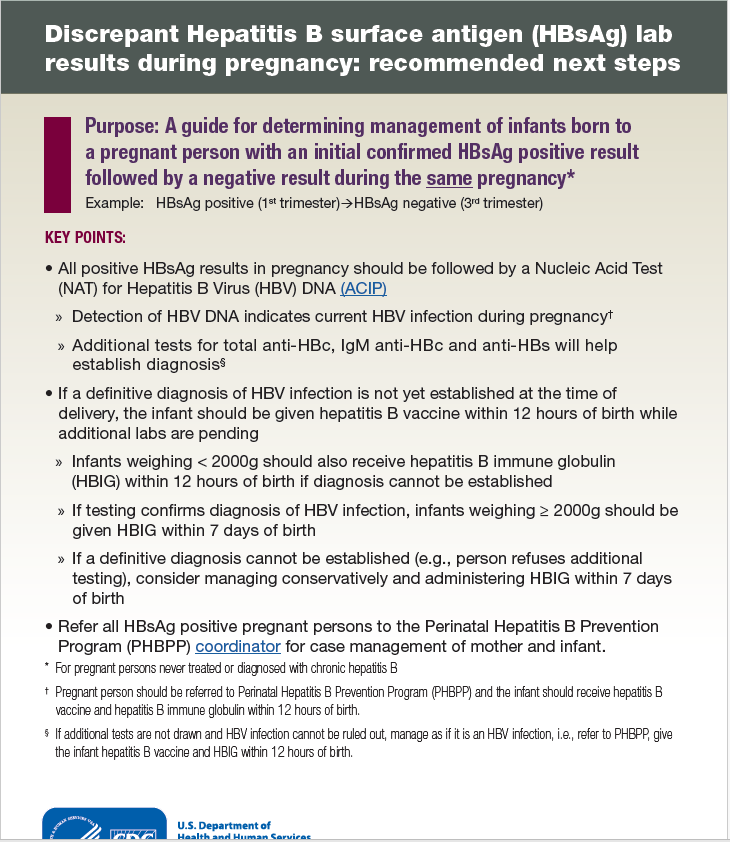 Discrepant Hepatitis B surface antigen (HBsAg) lab
results during pregnancy: recommended next steps
Purpose: A guide for determining management of infants born to
a pregnant person with an initial confirmed HBsAg positive result
followed by a negative result during the same pregnancy*
Example: HBsAg positive (1st trimester)→HBsAg negative (3rd trimester)
KEY POINTS:
• All positive HBsAg results in pregnancy should be followed by a Nucleic Acid Test
(NAT) for Hepatitis B Virus (HBV) DNA (ACIP)
» Detection of HBV DNA indicates current HBV infection during pregnancy†
» Additional tests for total anti-HBc, IgM anti-HBc and anti-HBs will help
establish diagnosis§
• If a definitive diagnosis of HBV infection is not yet established at the time of
delivery, the infant should be given hepatitis B vaccine within 12 hours of birth while
additional labs are pending
» Infants weighing < 2000g should also receive hepatitis B immune globulin
(HBIG) within 12 hours of birth if diagnosis cannot be established
» If testing confirms diagnosis of HBV infection, infants weighing ≥ 2000g should be
given HBIG within 7 days of birth
» If a definitive diagnosis cannot be established (e.g., person refuses additional
testing), consider managing conservatively and administering HBIG within 7 days
of birth
• Refer all HBsAg positive pregnant persons to the Perinatal Hepatitis B Prevention
Program (PHBPP) coordinator for case management of mother and infant.
* For pregnant persons never treated or diagnosed with chronic hepatitis B
† Pregnant person should be referred to Perinatal Hepatitis B Prevention Program (PHBPP) and the infant should receive hepatitis B
vaccine and hepatitis B immune globulin within 12 hours of birth.
§ If additional tests are not drawn and HBV infection cannot be ruled out, manage as if it is an HBV infection, i.e., refer to PHBPP, give
the infant hepatitis B vaccine and HBIG within 12 hours of birth.
U.S. Department of
Health and Human Services
CDC